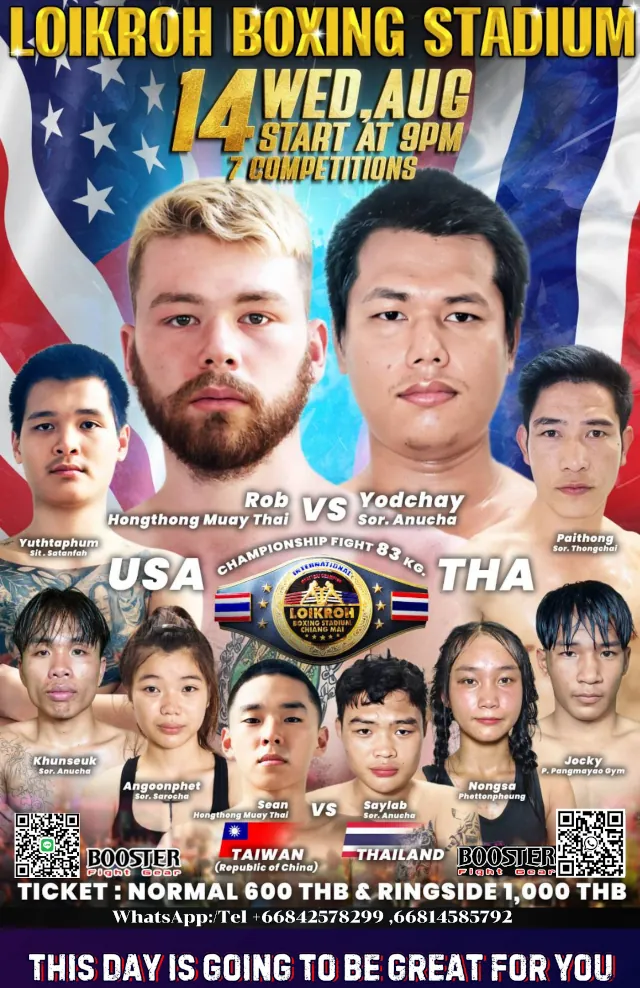 LOIKROH BOXING STADIUM
14 WED,AUG
START AT 9PM
7 COMPETITIONS
Rob VS Yodchay
Hongthong Muay Thai Sor. Anucha
Yuthtaphum
Sit. Satanfah
Paithong
Sor. Thongchai
USA CHAMPIONSHIP FIGHT 83 KG. THA
INTERNATIONAL
LOIKROH
BOXING STADIUM
CHIANG MAI
Khunseuk
Sor. Anucha
Jocky
P. Pangmayao Gym
Angoonphet
Sor. Sarocha
Nongsa
Phettonpheung
Sean VS Saylab
Hongthong Muay Thai Sor. Anucha
TAIWAN
(Republic of China)
THAILAND
BOOSTER
Fight Gear
BOOSTER
Fight Gear
TICKET : NORMAL 600 THB & RINGSIDE 1,000 THB
WhatsApp:/Tel +66842578299 ,66814585792
THIS DAY IS GOING TO BE GREAT FOR YOU